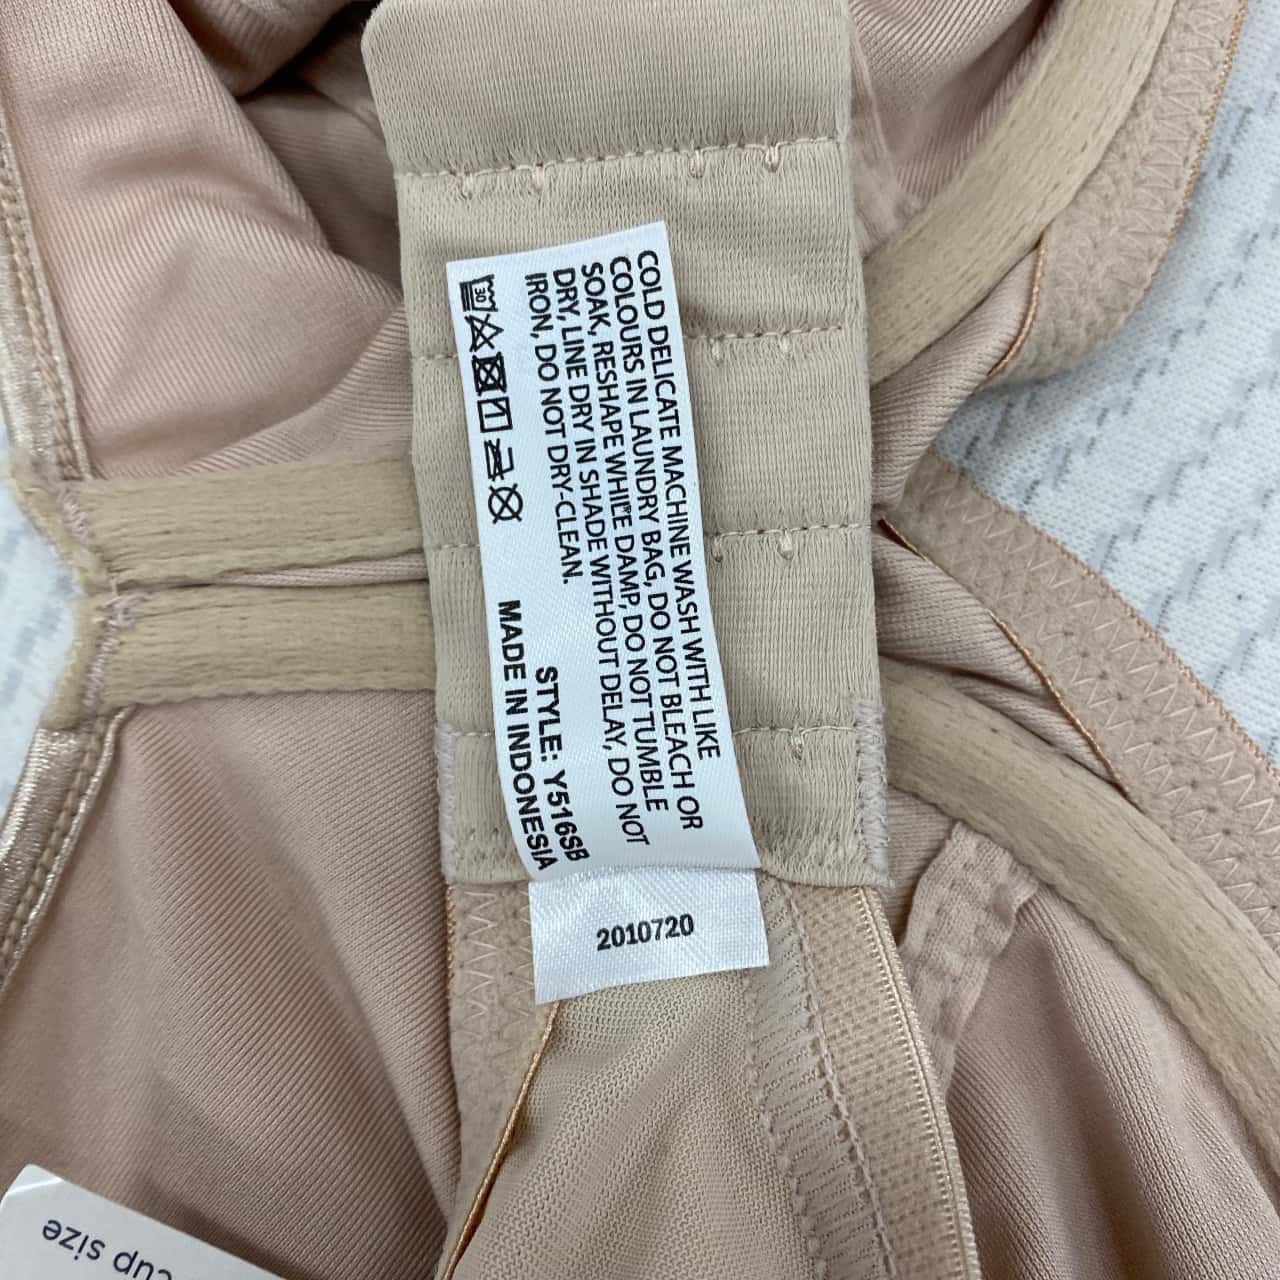 COLD DELICATE MACHINE WASH WITH LIKE
COLOURS IN LAUNDRY BAG, DO NOT BLEACH OR
SOAK, RESHAPE WHILE DAMP, DO NOT TUMBLE
DRY, LINE DRY IN SHADE WITHOUT DELAY, DO NOT
IRON, DO NOT DRY-CLEAN.
30
STYLE: Y516SB
MADE IN INDONESIA
2010720
cup size